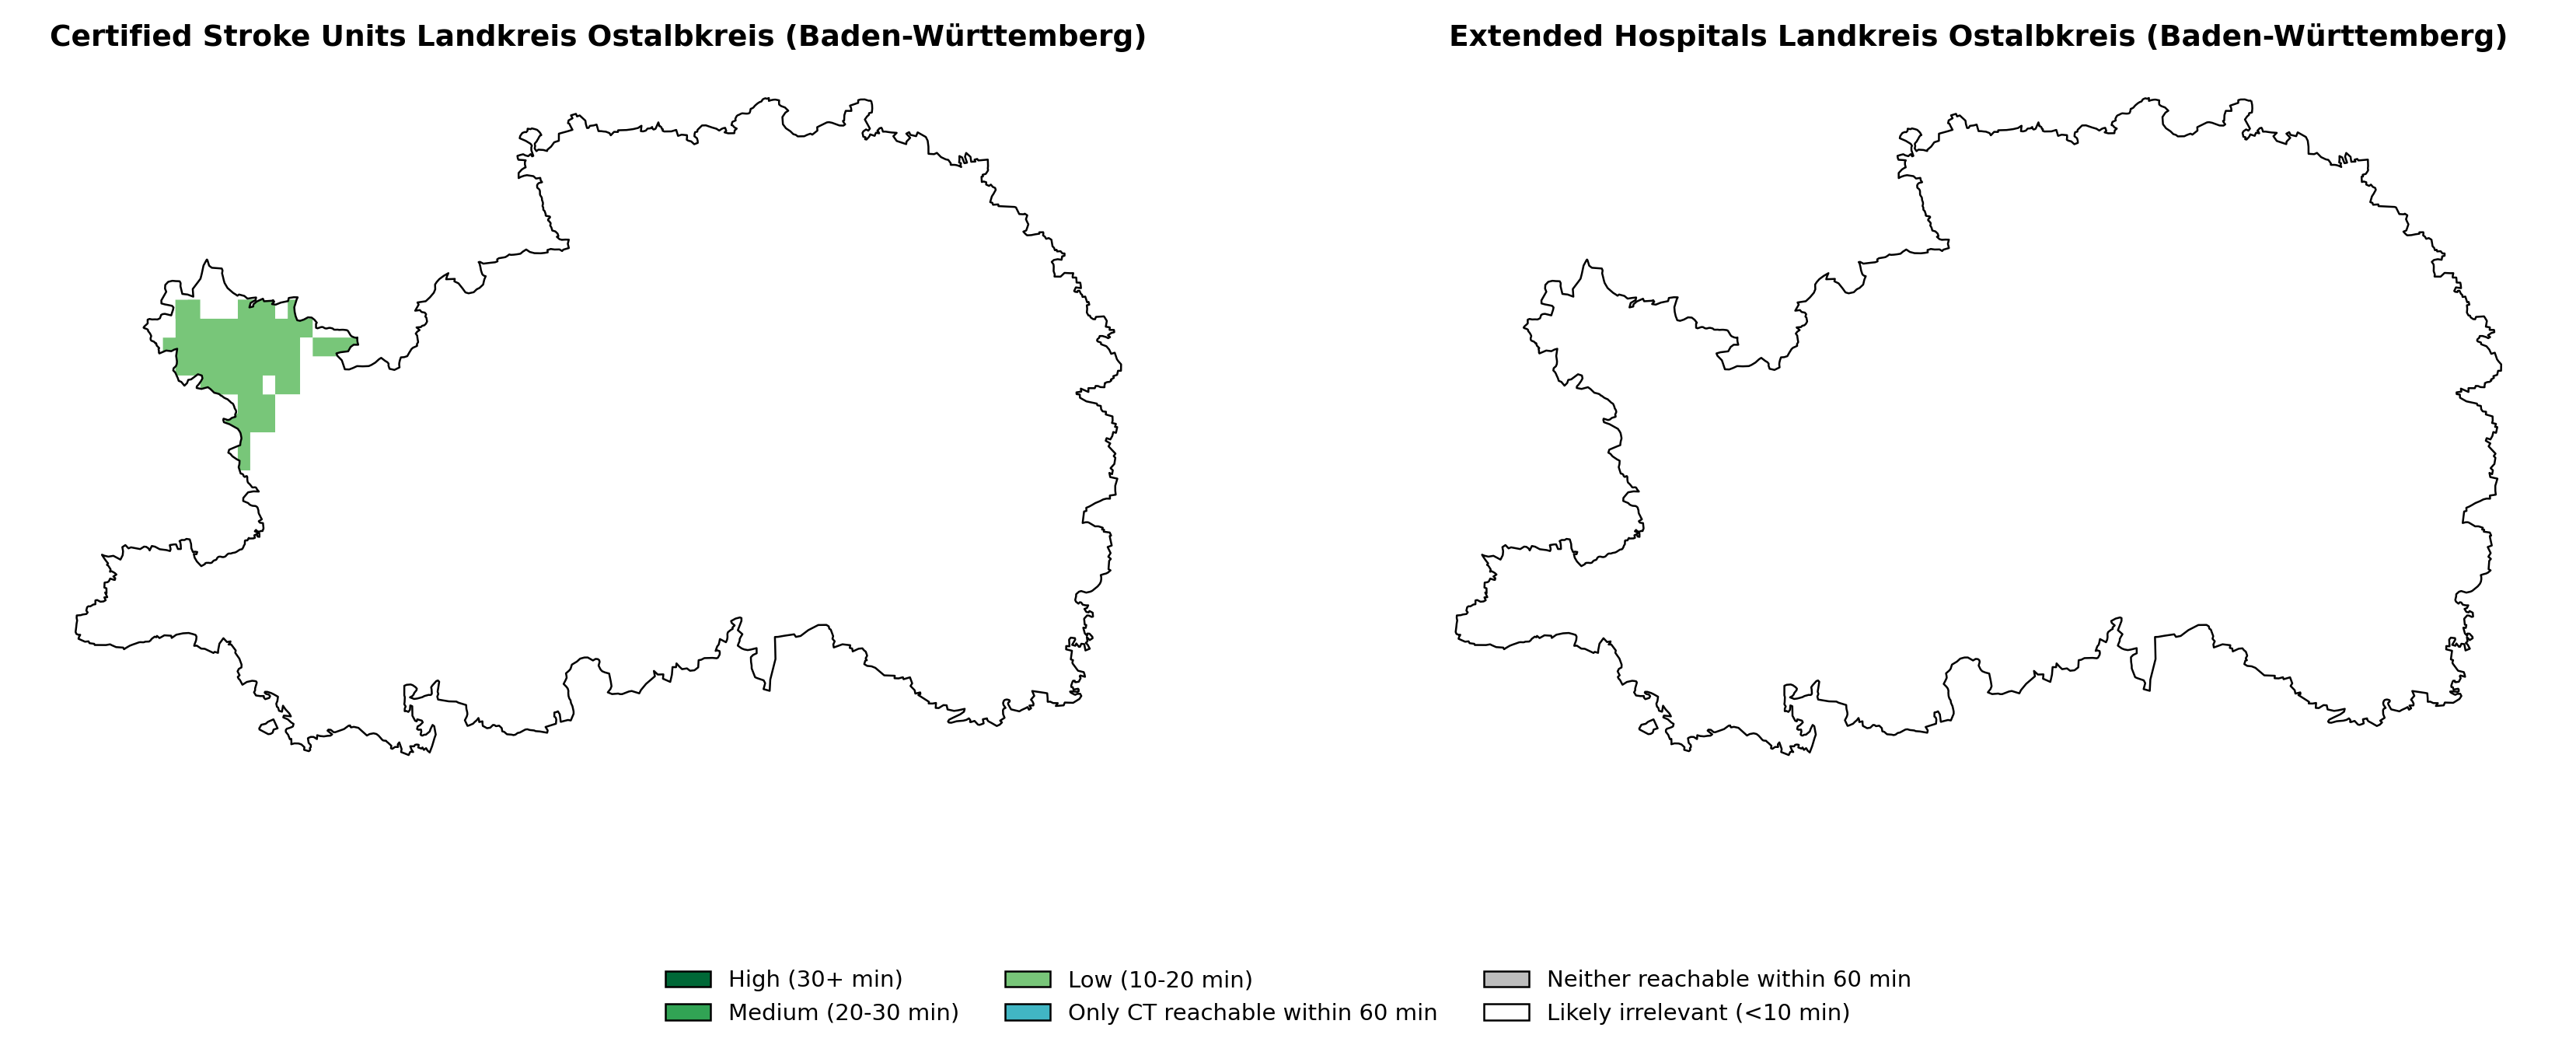 Certified Stroke Units Landkreis Ostalbkreis (Baden-Württemberg)
Extended Hospitals Landkreis Ostalbkreis (Baden-Württemberg)
High (30+ min)
Medium (20-30 min)
Low (10-20 min)
Only CT reachable within 60 min
Neither reachable within 60 min
Likely irrelevant (<10 min)